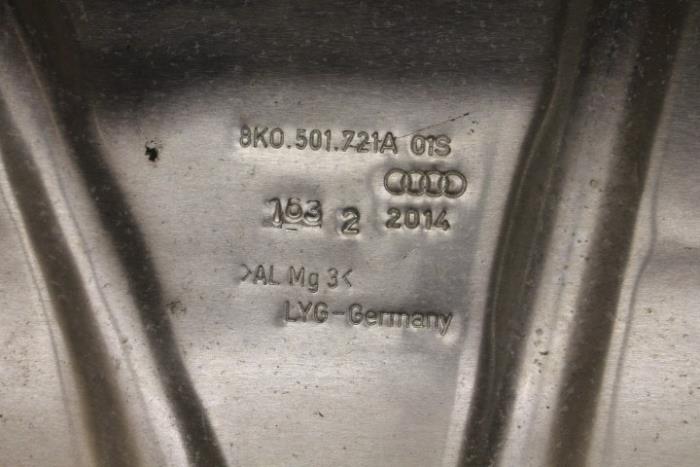 8K0.501.721A 01S
163 2 2014
>AL Mg 3<
LYG-Germany